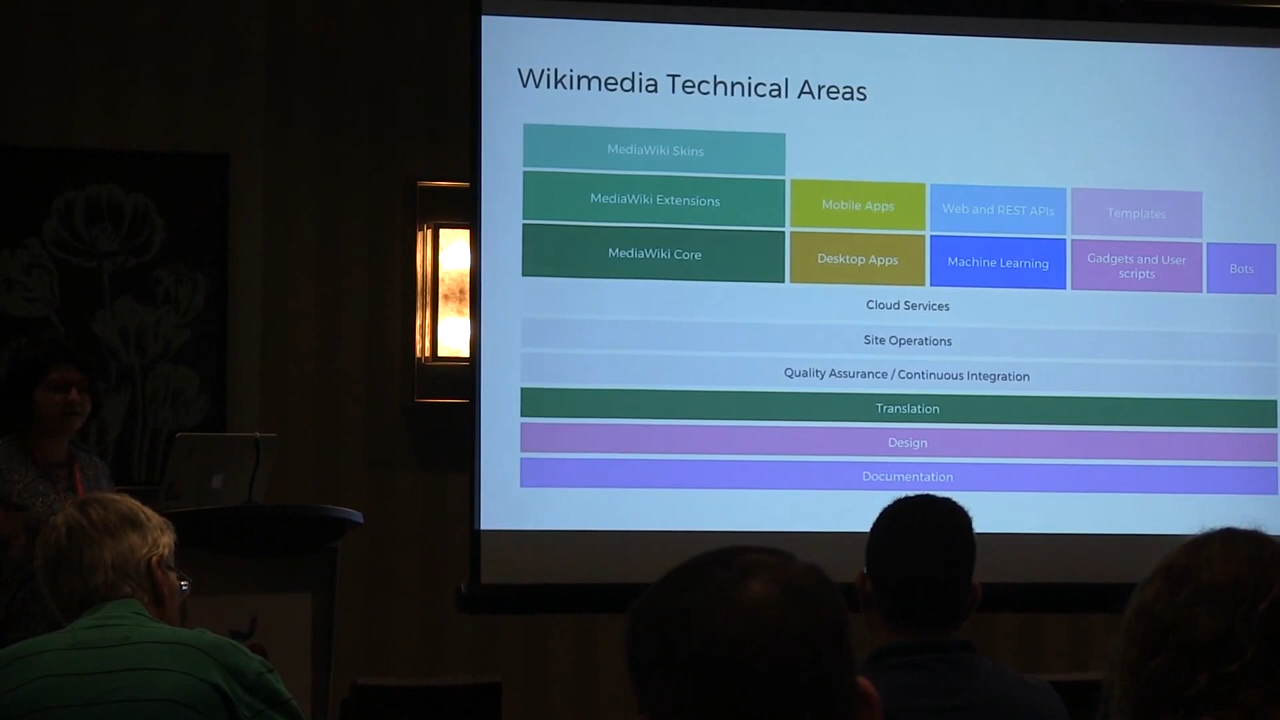 Wikimedia Technical Areas
MediaWiki Skins
MediaWiki Extensions
Mobile Apps
Web and REST APIs
Templates
MediaWiki Core
Desktop Apps
Machine Learning
Gadgets and User
scripts
Bots
Cloud Services
Site Operations
Quality Assurance / Continuous Integration
Translation
Design
Documentation